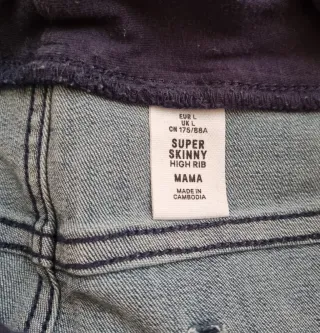 EUR L
UK L
CN 175/88A
SUPER
SKINNY
HIGH RIB
MAMA
MADE IN
CAMBODIA